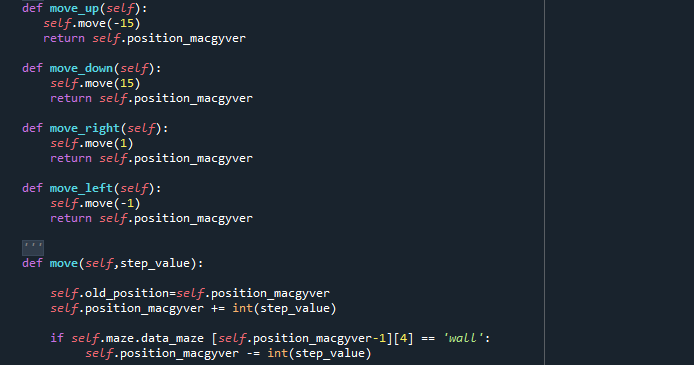 def move_up(self):
self.move(-15)
return self.position_macgyver
def move_down(self):
self.move(15)
return self.position_macgyver
def move_right(self):
self.move(1)
return self.position_macgyver
def move_left(self):
self.move(-1)
return self.position_macgyver
'''
def move(self,step_value):
self.old_position=self.position_macgyver
self.position_macgyver += int(step_value)
if self.maze.data_maze [self.position_macgyver-1][4] == 'wall':
self.position_macgyver -= int(step_value)